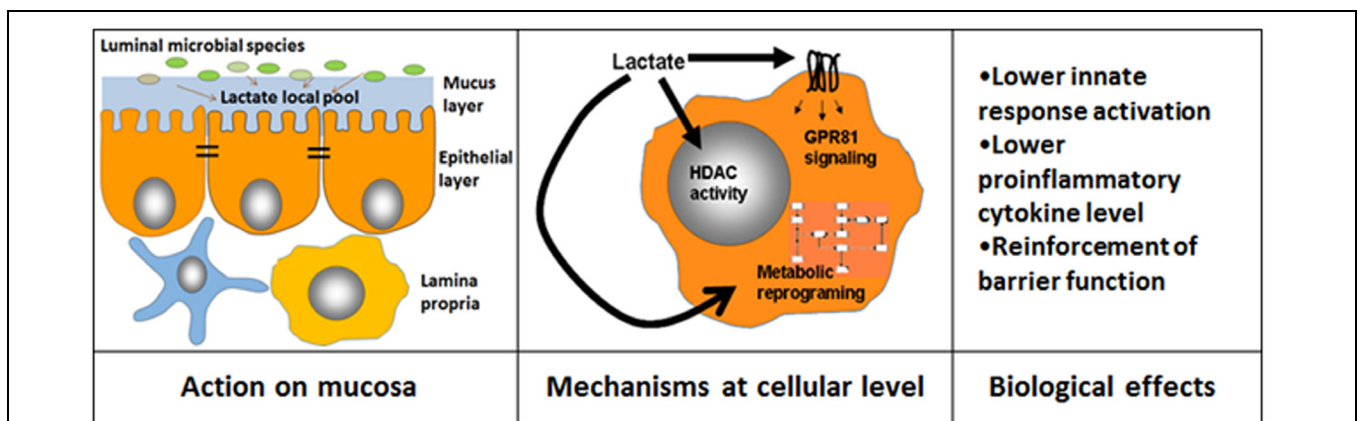 Luminal microbial species
Lactate local pool
Mucus
layer
Epithelial
layer
Lamina
propria
Action on mucosa
Lactate
GPR81
signaling
HDAC
activity
Metabolic
reprograming
Mechanisms at cellular level
•Lower innate
response activation
•Lower
proinflammatory
cytokine level
•Reinforcement of
barrier function
Biological effects